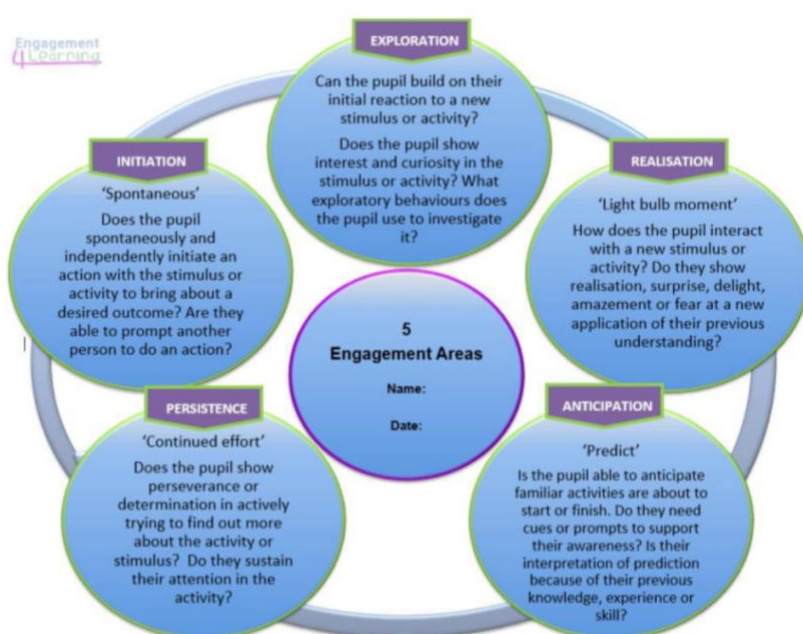 Engagement
4Learning
EXPLORATION
Can the pupil build on their
initial reaction to a new
stimulus or activity?
Does the pupil show
interest and curiosity in the
stimulus or activity? What
exploratory behaviours does
the pupil use to investigate
it?
REALISATION
‘Light bulb moment’
How does the pupil interact
with a new stimulus or
activity? Do they show
realisation, surprise, delight,
amazement or fear at a new
application of their previous
understanding?
ANTICIPATION
‘Predict’
Is the pupil able to anticipate
familiar activities are about to
start or finish. Do they need
cues or prompts to support
their awareness? Is their
interpretation of prediction
because of their previous
knowledge, experience or
skill?
PERSISTENCE
‘Continued effort’
Does the pupil show
perseverance or
determination in actively
trying to find out more
about the activity or
stimulus? Do they sustain
their attention in the
activity?
INITIATION
‘Spontaneous’
Does the pupil
spontaneously and
independently initiate an
action with the stimulus or
activity to bring about a
desired outcome? Are they
able to prompt another
person to do an action?
5
Engagement Areas
Name:
Date: